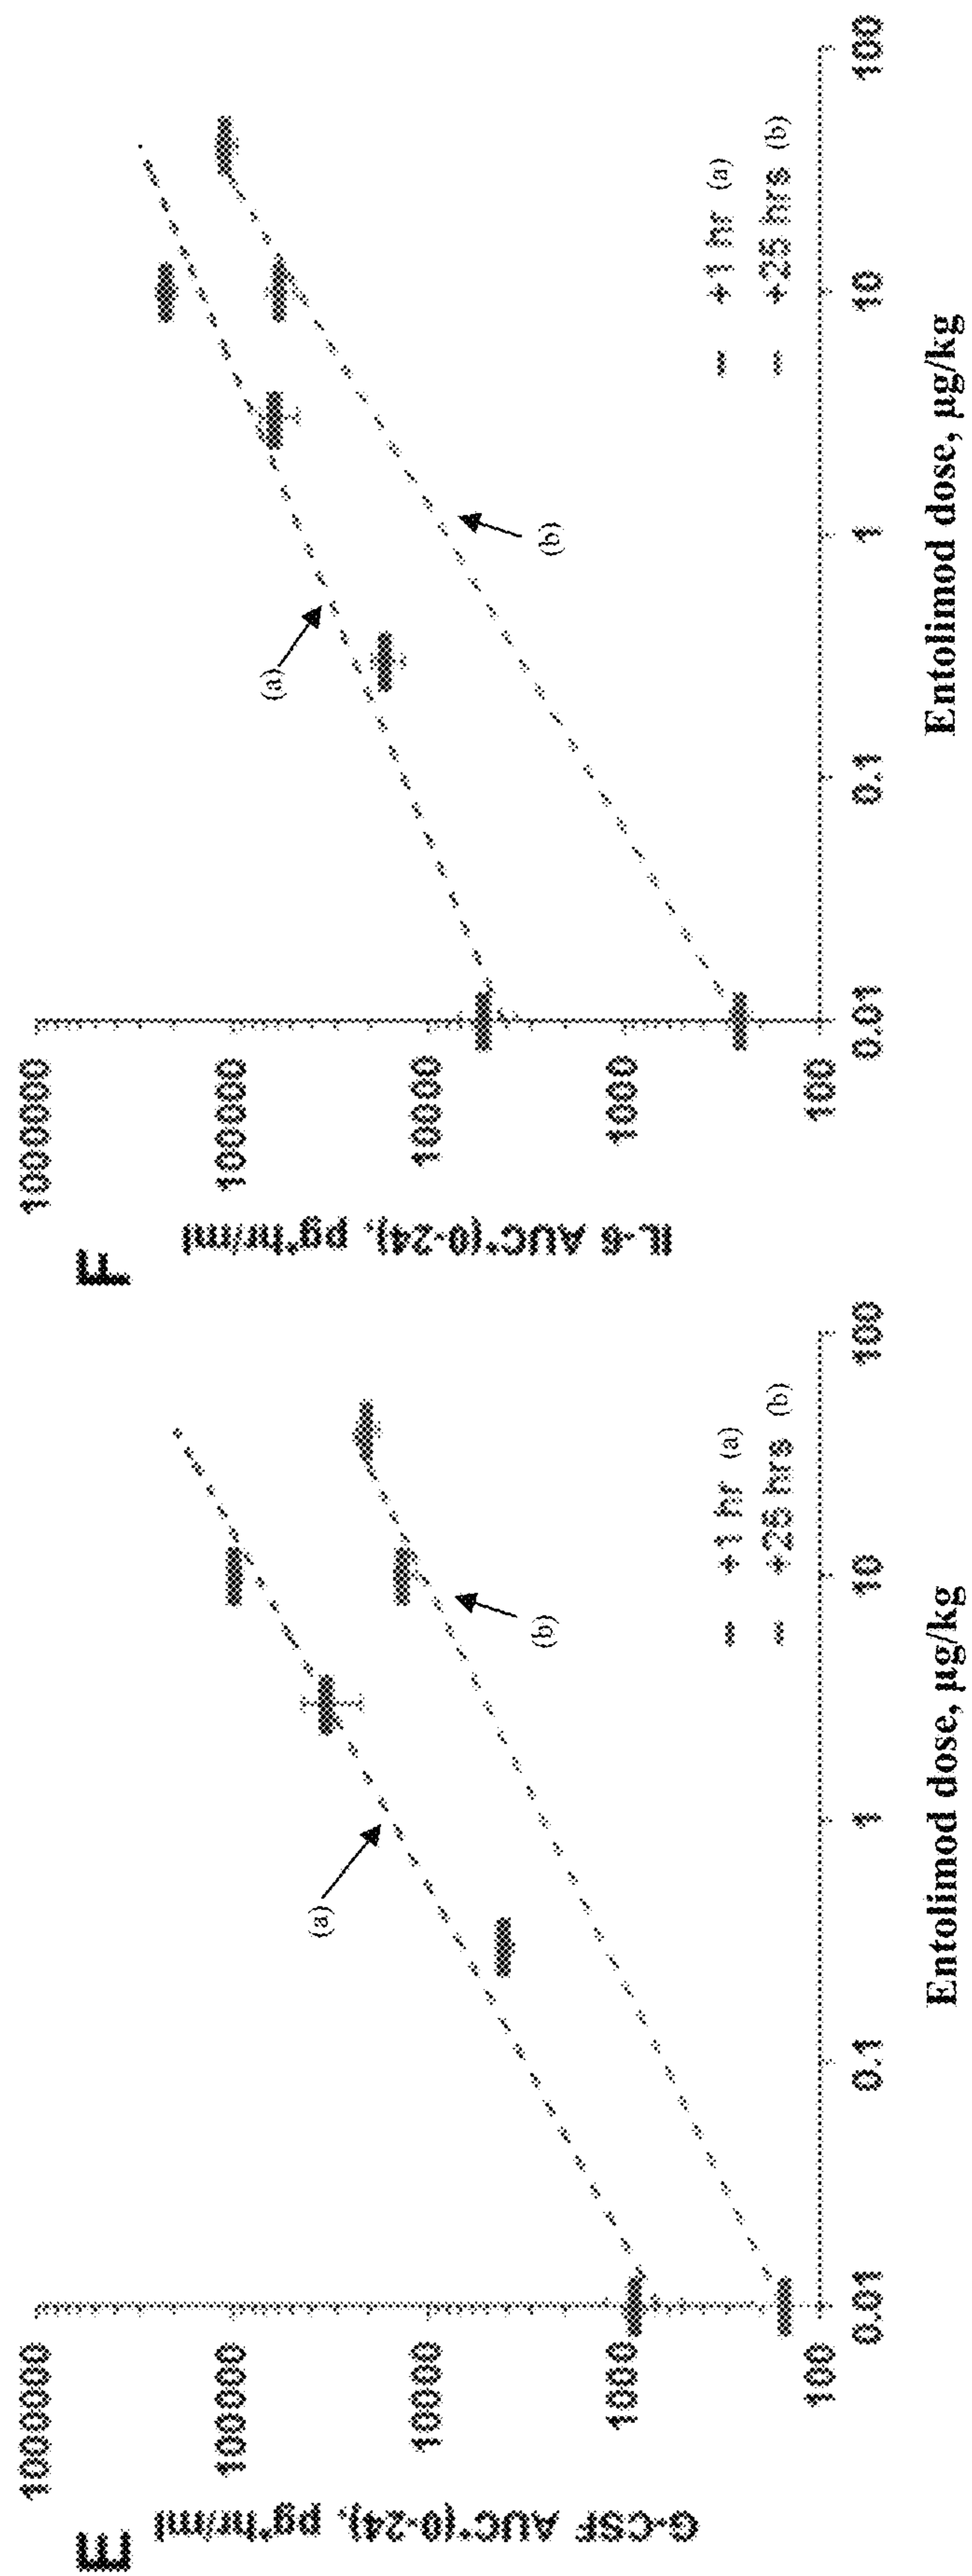 E
G-CSF AUC*(0-24), pg*hr/ml
1000000
100000
10000
1000
100
0.01
0.1
1
10
100
Entolimod dose, µg/kg
(a)
(b)
+1 hr (a)
+25 hrs (b)
F
IL-6 AUC*(0-24), pg*hr/ml
1000000
100000
10000
1000
100
0.01
0.1
1
10
100
Entolimod dose, µg/kg
(a)
(b)
+1 hr (a)
+25 hrs (b)